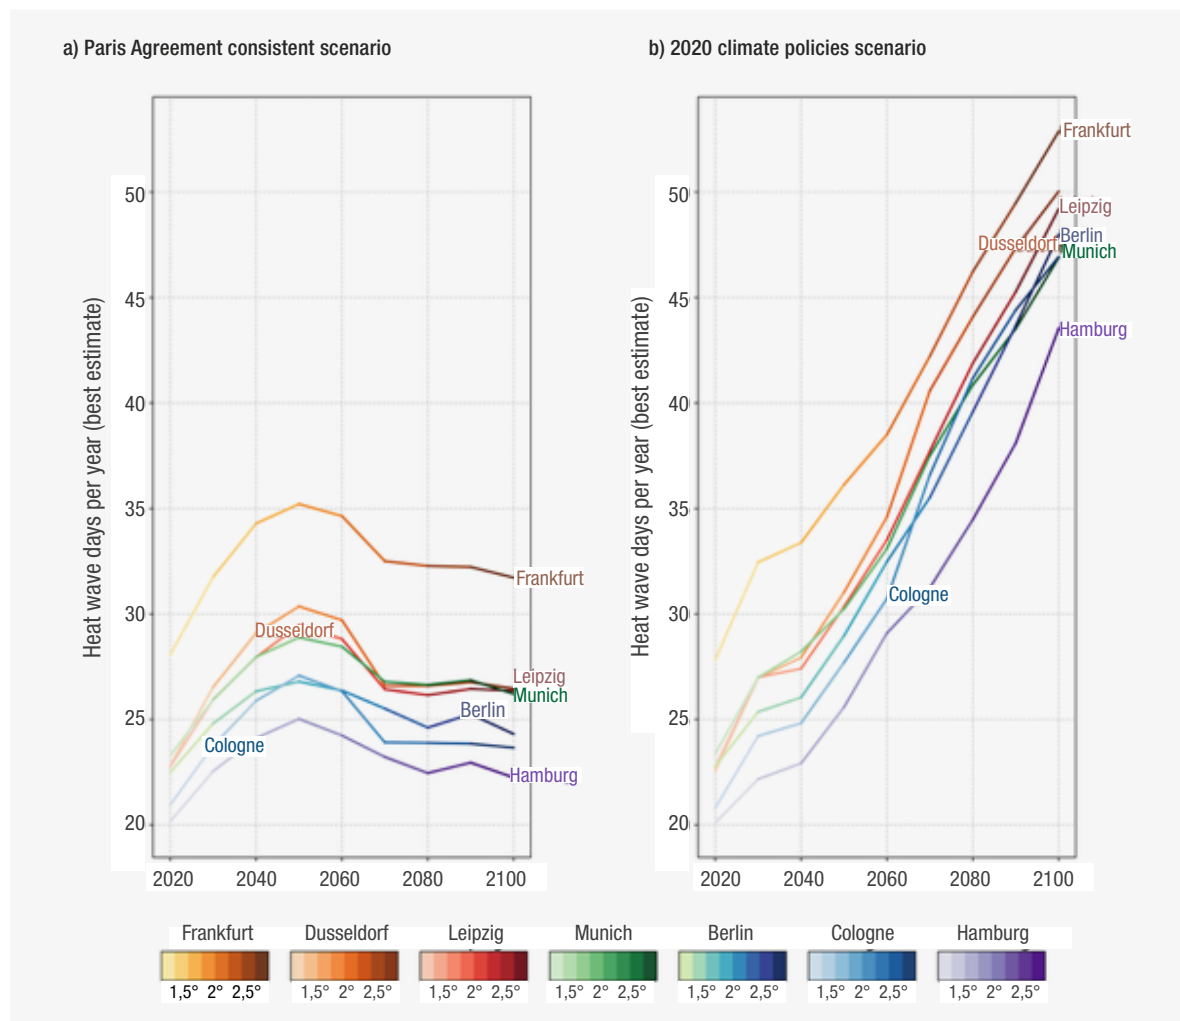 a) Paris Agreement consistent scenario
b) 2020 climate policies scenario
Heat wave days per year (best estimate)
50
45
40
35
30
25
20
Frankfurt
Dusseldorf
Leipzig
Munich
Berlin
Cologne
Hamburg
2020 2040 2060 2080 2100
Heat wave days per year (best estimate)
50
45
40
35
30
25
20
Frankfurt
Leipzig
Berlin
Dusseldorf
Munich
Hamburg
Cologne
2020 2040 2060 2080 2100
Frankfurt Dusseldorf Leipzig Munich Berlin Cologne Hamburg
1,5° 2° 2,5° 1,5° 2° 2,5° 1,5° 2° 2,5° 1,5° 2° 2,5° 1,5° 2° 2,5° 1,5° 2° 2,5° 1,5° 2° 2,5°